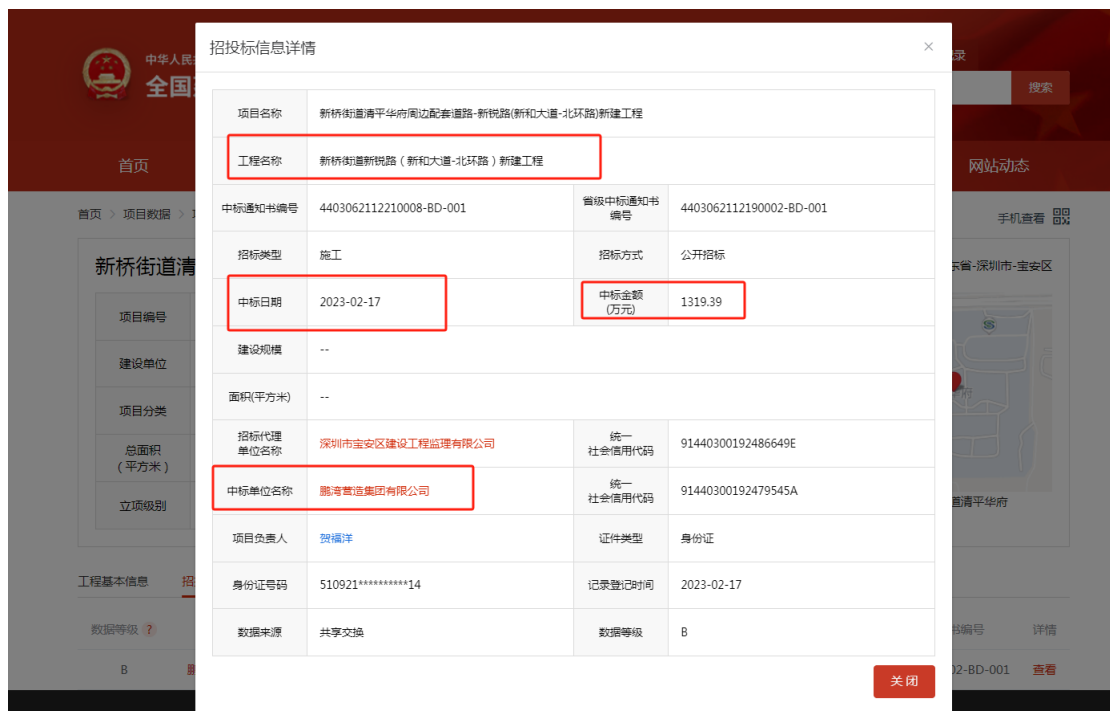 招投标信息详情
×
中华人民
全国
录
搜索
首页
网站动态
首页 > 项目数据 >
手机查看
新桥街道清
东省-深圳市-宝安区
项目编号
建设单位
项目分类
总面积
(平方米)
立项级别
道清平华府
工程基本信息 招
数据等级 ?
书编号 详情
B
02-BD-001 查看
项目名称 新桥街道清平华府周边配套道路-新锐路(新和大道-北环路)新建工程
工程名称 新桥街道新锐路（新和大道-北环路）新建工程
中标通知书编号 4403062112210008-BD-001 省级中标通知书
编号 4403062112190002-BD-001
招标类型 施工 招标方式 公开招标
中标日期 2023-02-17 中标金额
(万元) 1319.39
建设规模 --
面积(平方米) --
招标代理
单位名称 深圳市宝安区建设工程监理有限公司 统一
社会信用代码 91440300192486649E
中标单位名称 鹏湾营造集团有限公司 统一
社会信用代码 91440300192479545A
项目负责人 贺福洋 证件类型 身份证
身份证号码 510921**********14 记录登记时间 2023-02-17
数据来源 共享交换 数据等级 B
关闭